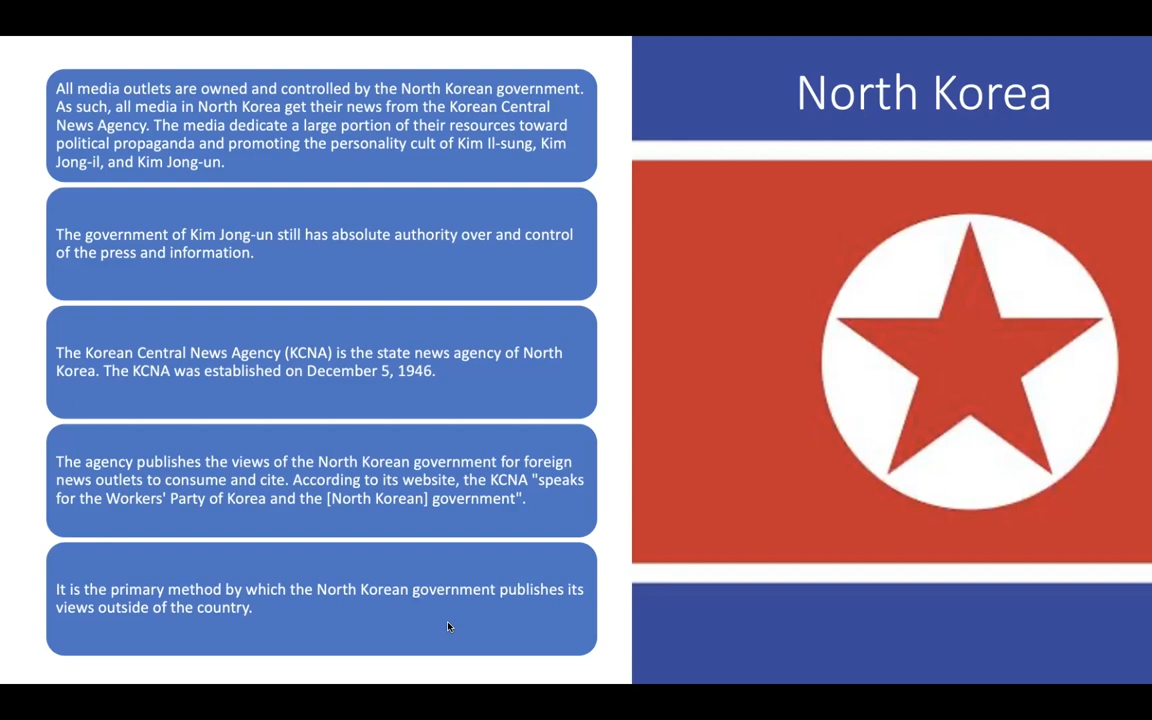 North Korea
All media outlets are owned and controlled by the North Korean government.
As such, all media in North Korea get their news from the Korean Central
News Agency. The media dedicate a large portion of their resources toward
political propaganda and promoting the personality cult of Kim Il-sung, Kim
Jong-il, and Kim Jong-un.
The government of Kim Jong-un still has absolute authority over and control
of the press and information.
The Korean Central News Agency (KCNA) is the state news agency of North
Korea. The KCNA was established on December 5, 1946.
The agency publishes the views of the North Korean government for foreign
news outlets to consume and cite. According to its website, the KCNA "speaks
for the Workers' Party of Korea and the [North Korean] government".
It is the primary method by which the North Korean government publishes its
views outside of the country.